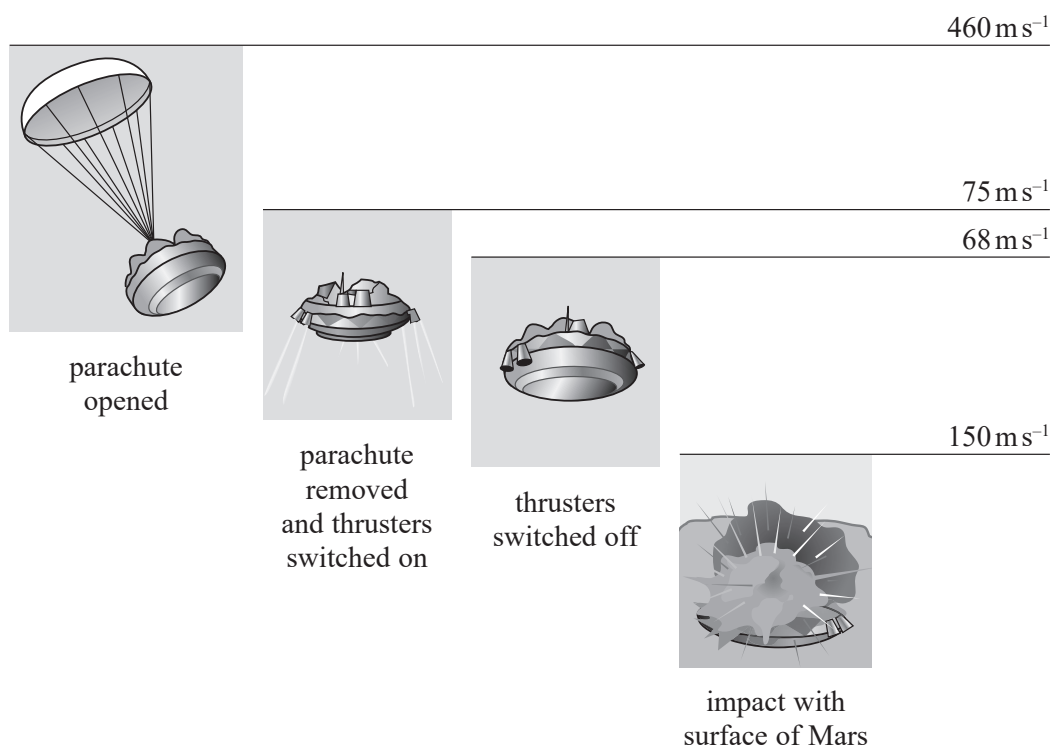 460 m s⁻¹
parachute
opened
75 m s⁻¹
parachute
removed
and thrusters
switched on
68 m s⁻¹
thrusters
switched off
150 m s⁻¹
impact with
surface of Mars